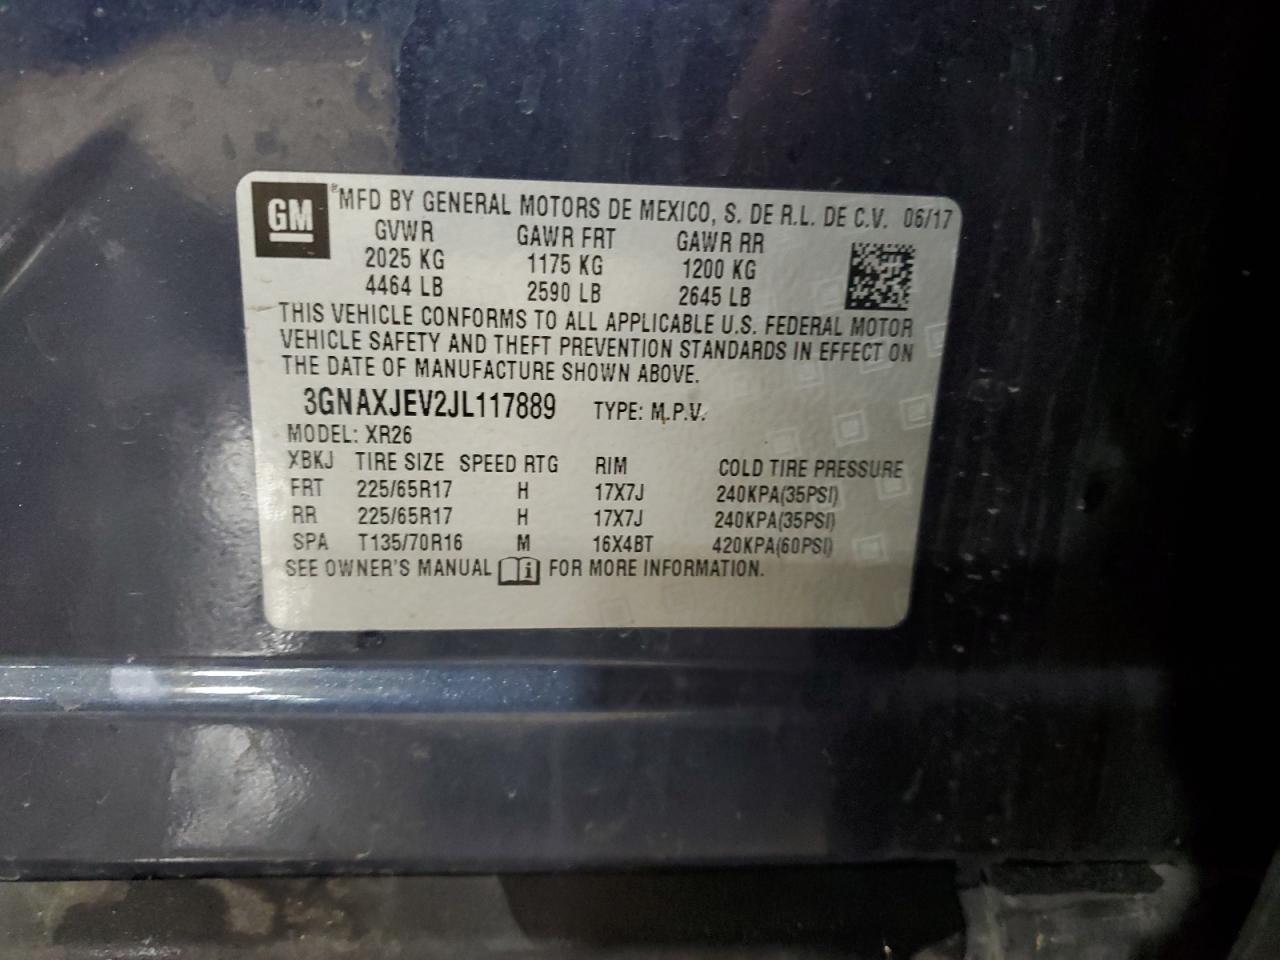 GM
®MFD BY GENERAL MOTORS DE MEXICO, S. DE R.L. DE C.V. 06/17
GVWR GAWR FRT GAWR RR
2025 KG 1175 KG 1200 KG
4464 LB 2590 LB 2645 LB
THIS VEHICLE CONFORMS TO ALL APPLICABLE U.S. FEDERAL MOTOR
VEHICLE SAFETY AND THEFT PREVENTION STANDARDS IN EFFECT ON
THE DATE OF MANUFACTURE SHOWN ABOVE.
3GNAXJEV2JL117889 TYPE: M.P.V.
MODEL: XR26
XBKJ TIRE SIZE SPEED RTG RIM COLD TIRE PRESSURE
FRT 225/65R17 H 17X7J 240KPA(35PSI)
RR 225/65R17 H 17X7J 240KPA(35PSI)
SPA T135/70R16 M 16X4BT 420KPA(60PSI)
SEE OWNER'S MANUAL i FOR MORE INFORMATION.